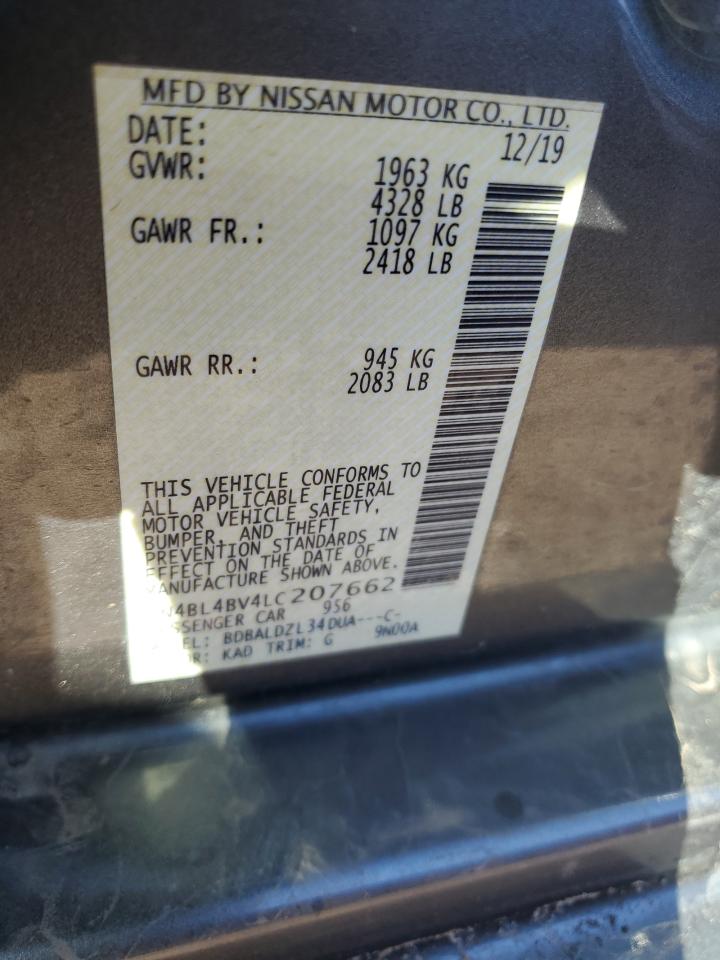 MFD BY NISSAN MOTOR CO., LTD.
DATE: 12/19
GVWR: 1963 KG
4328 LB
GAWR FR.: 1097 KG
2418 LB
GAWR RR.: 945 KG
2083 LB
THIS VEHICLE CONFORMS TO
ALL APPLICABLE FEDERAL
MOTOR VEHICLE SAFETY,
BUMPER, AND THEFT
PREVENTION STANDARDS IN
EFFECT ON THE DATE OF
MANUFACTURE SHOWN ABOVE.
4BL4BV4LC207662
CAR 956
BDBALDZL34DUA---C-
KAD TRIM: G 9N00A